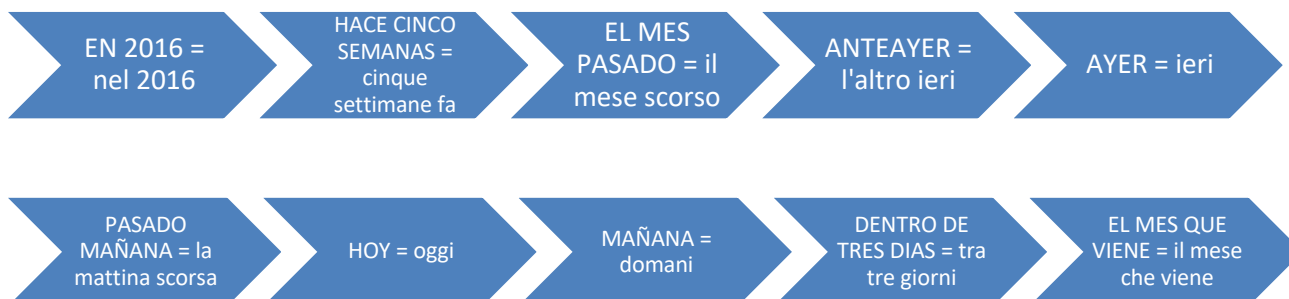 EN 2016 =
nel 2016
HACE CINCO
SEMANAS =
cinque
settimane fa
EL MES
PASADO = il
mese scorso
ANTEAYER =
l'altro ieri
AYER = ieri
PASADO
MAÑANA = la
mattina scorsa
HOY = oggi
MAÑANA =
domani
DENTRO DE
TRES DIAS = tra
tre giorni
EL MES QUE
VIENE = il mese
che viene